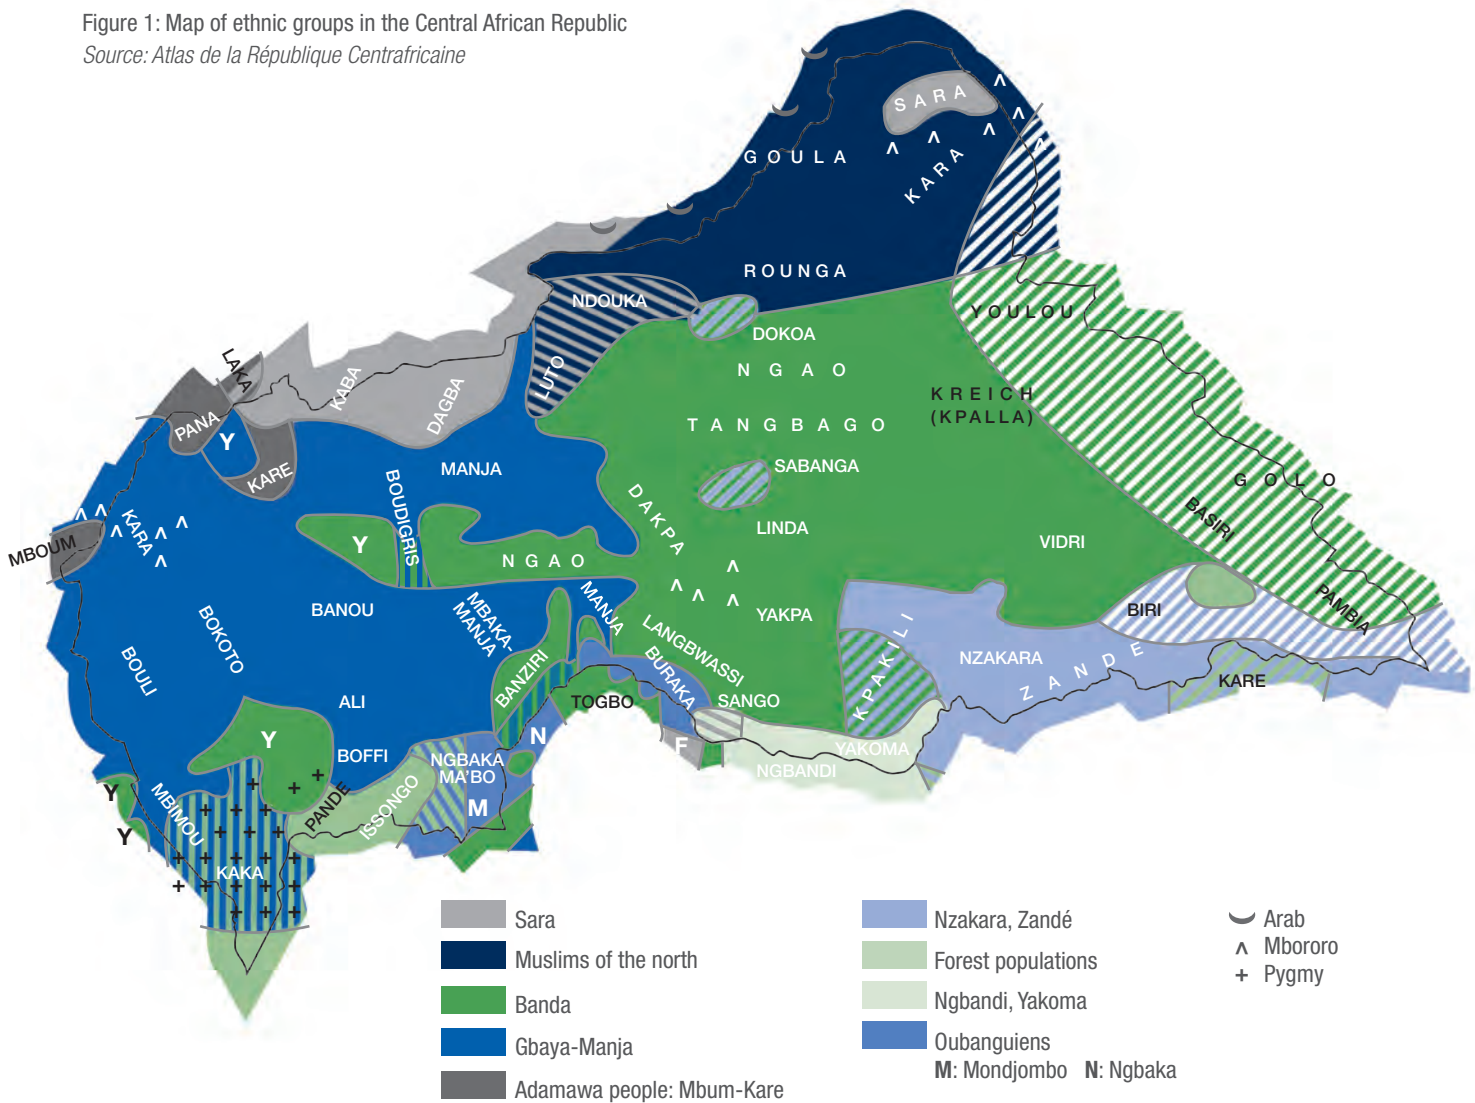 Figure 1: Map of ethnic groups in the Central African Republic
Source: Atlas de la République Centrafricaine
SARA
GOULA
KARA
ROUNGA
NDOUKA
YOULOU
DOKOA
LAKA
KABA
LUTO
NGAO
DAGBA
KREICH
(KPALLA)
PANA
Y
TANGBAGO
KARE
MANJA
SABANGA
GOLO
BOUDIGRIS
DAKPA
BASIRI
KARA
LINDA
MBOUM
Y
NGAO
VIDRI
BANOU
MBAKA-
MANJA
MANJA
YAKPA
BIRI
PAMBIA
BOKOTO
LANGBWASSI
KPAKILI
NZAKARA
BOULI
BANZIRI
BURAKA
ZANDE
KARE
ALI
TOGBO
SANGO
Y
N
F
YAKOMA
BOFFI
NGBAKA
MA'BO
NGBANDI
Y
MBIMOU
PANDE
ISSONGO
M
Y
KAKA
Sara
Muslims of the north
Banda
Gbaya-Manja
Adamawa people: Mbum-Kare
Nzakara, Zandé
Forest populations
Ngbandi, Yakoma
Oubanguiens
M: Mondjombo N: Ngbaka
Arab
Mbororo
Pygmy